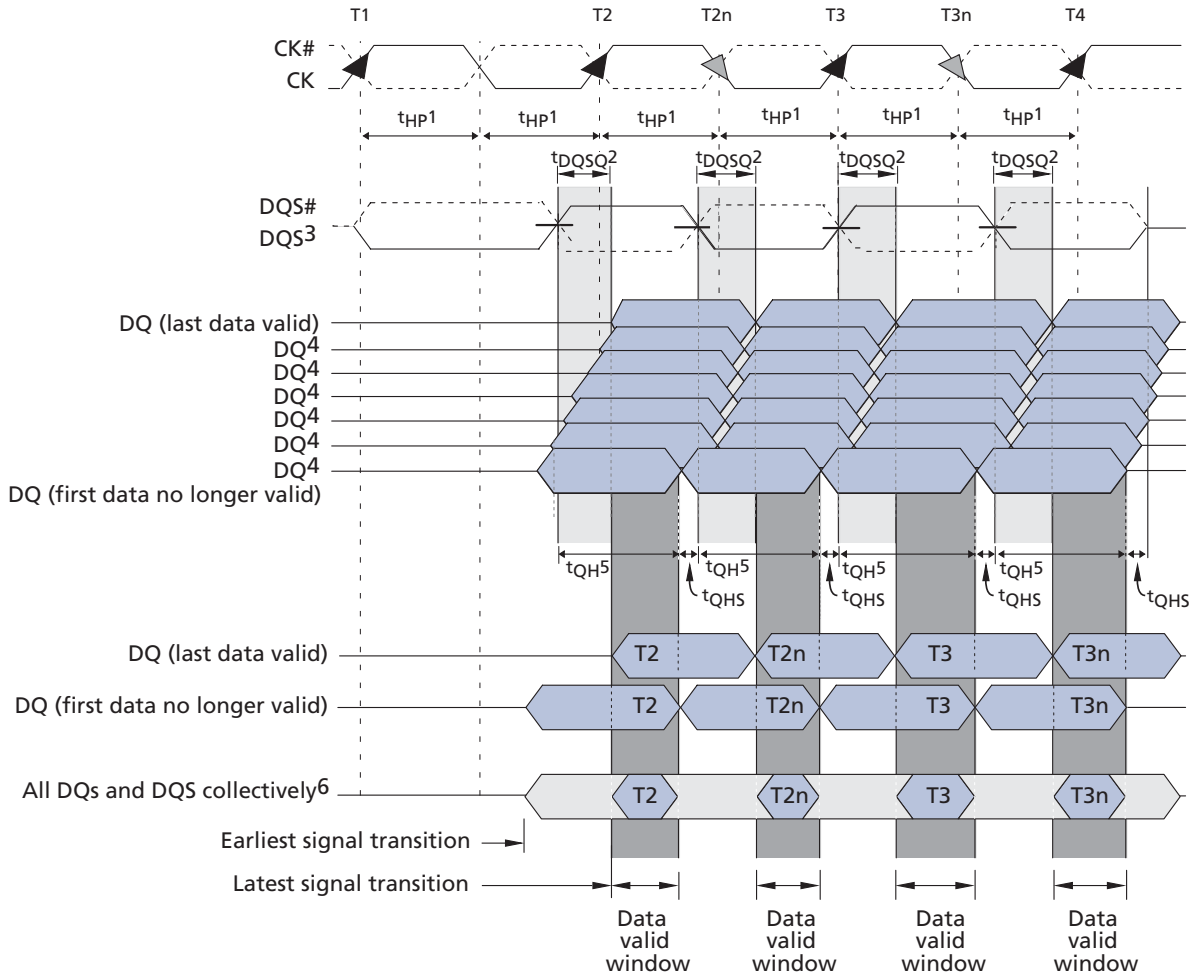 T1 T2 T2n T3 T3n T4
CK#
CK
tHP1 tHP1 tHP1 tHP1 tHP1 tHP1
tDQSQ2 tDQSQ2 tDQSQ2 tDQSQ2
DQS#
DQS3
DQ (last data valid)
DQ4
DQ4
DQ4
DQ4
DQ4
DQ4
DQ (first data no longer valid)
tQH5 tQH5 tQH5 tQH5
tQHS tQHS tQHS tQHS
DQ (last data valid) T2 T2n T3 T3n
DQ (first data no longer valid) T2 T2n T3 T3n
All DQs and DQS collectively6 T2 T2n T3 T3n
Earliest signal transition
Latest signal transition
Data Data Data Data
valid valid valid valid
window window window window